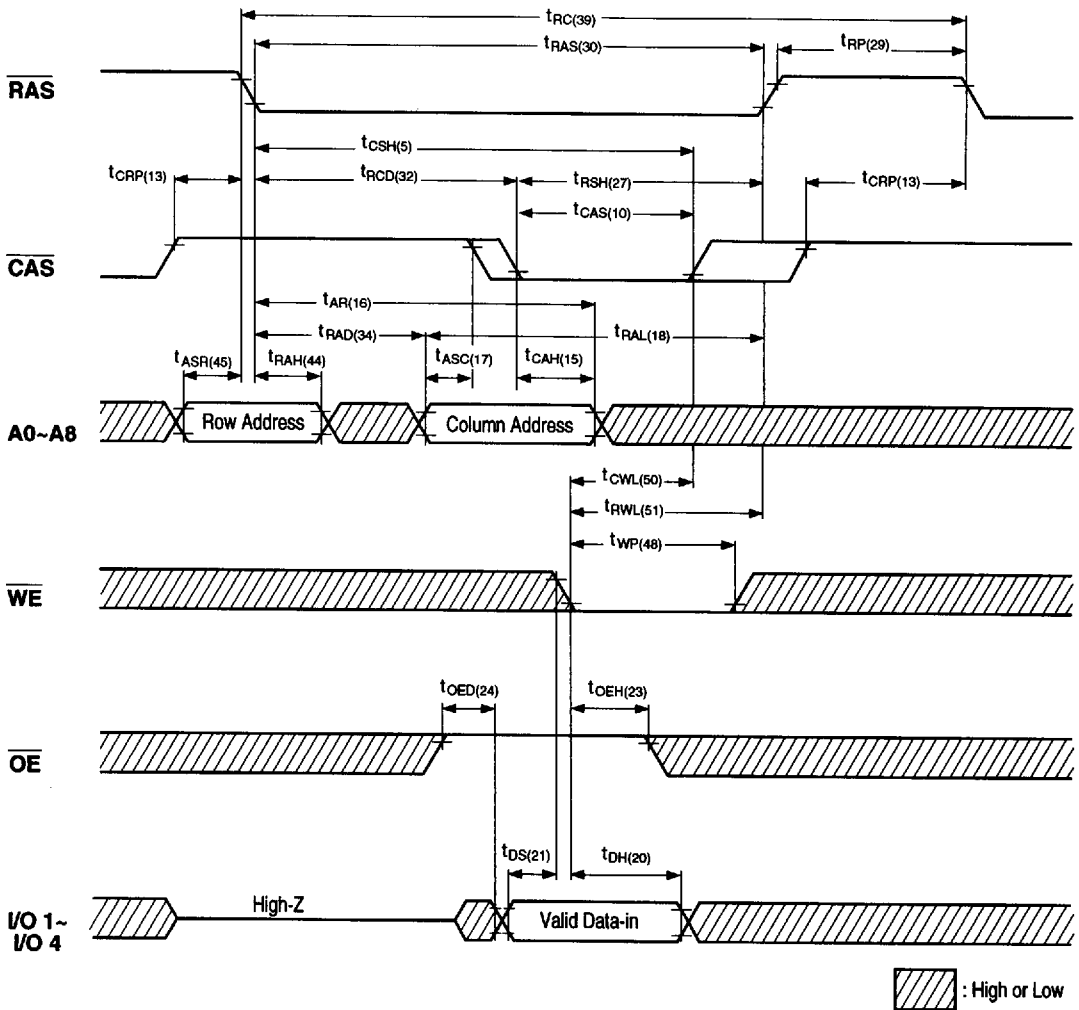 tRC(39)
tRAS(30)
tRP(29)
RAS
tCSH(5)
tCRP(13)
tRCD(32)
tRSH(27)
tCRP(13)
tCAS(10)
CAS
tAR(16)
tRAD(34)
tRAL(18)
tASR(45)
tRAH(44)
tASC(17)
tCAH(15)
A0~A8
Row Address
Column Address
tCWL(50)
tRWL(51)
tWP(48)
WE
tOED(24)
tOEH(23)
OE
tDS(21)
tDH(20)
I/O 1~
I/O 4
High-Z
Valid Data-in
: High or Low